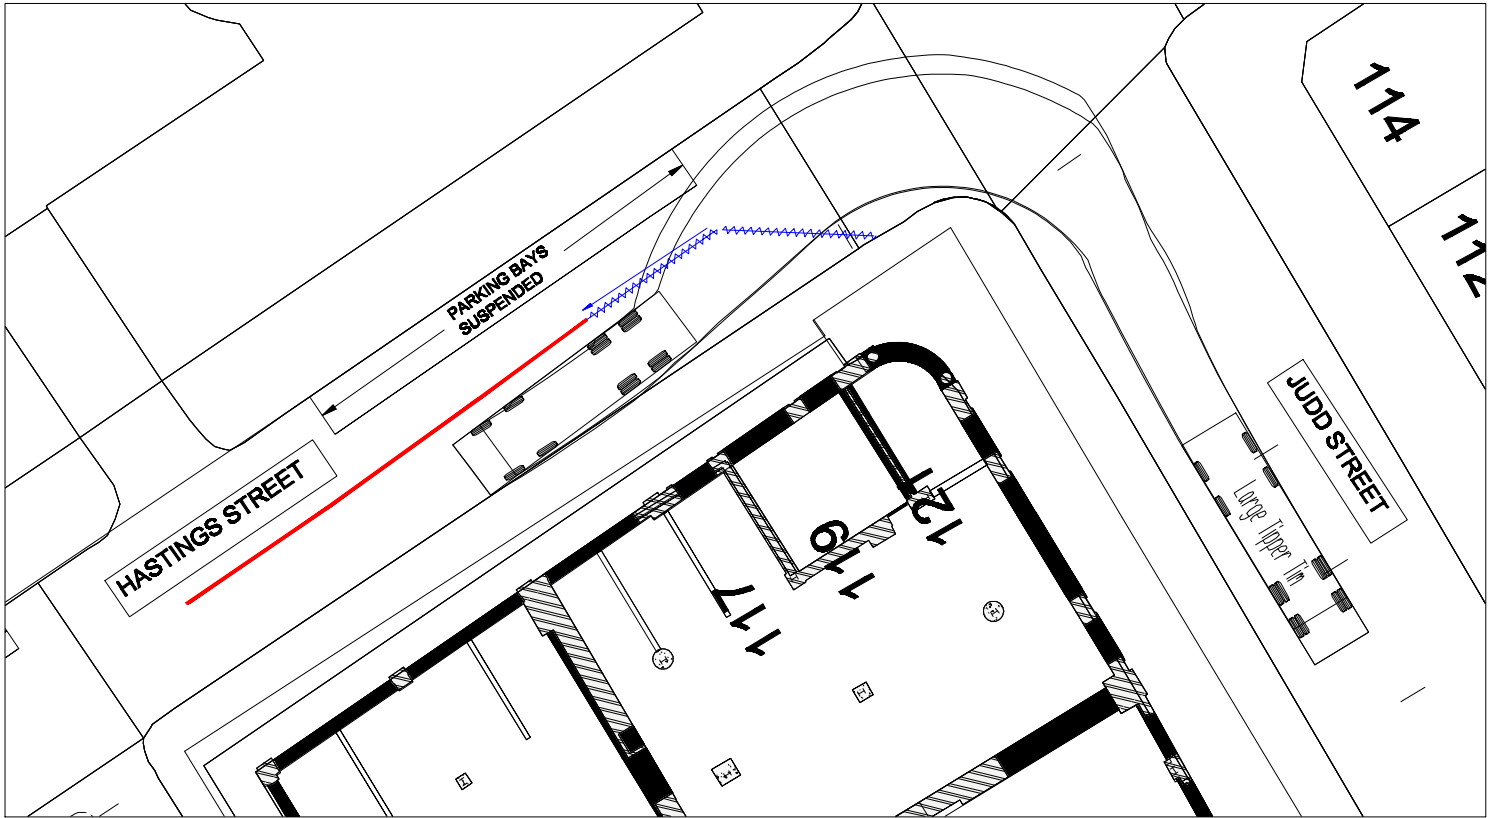 114
112
PARKING BAYS
SUSPENDED
HASTINGS STREET
JUDD STREET
Large Tipper Tim
121
119
117